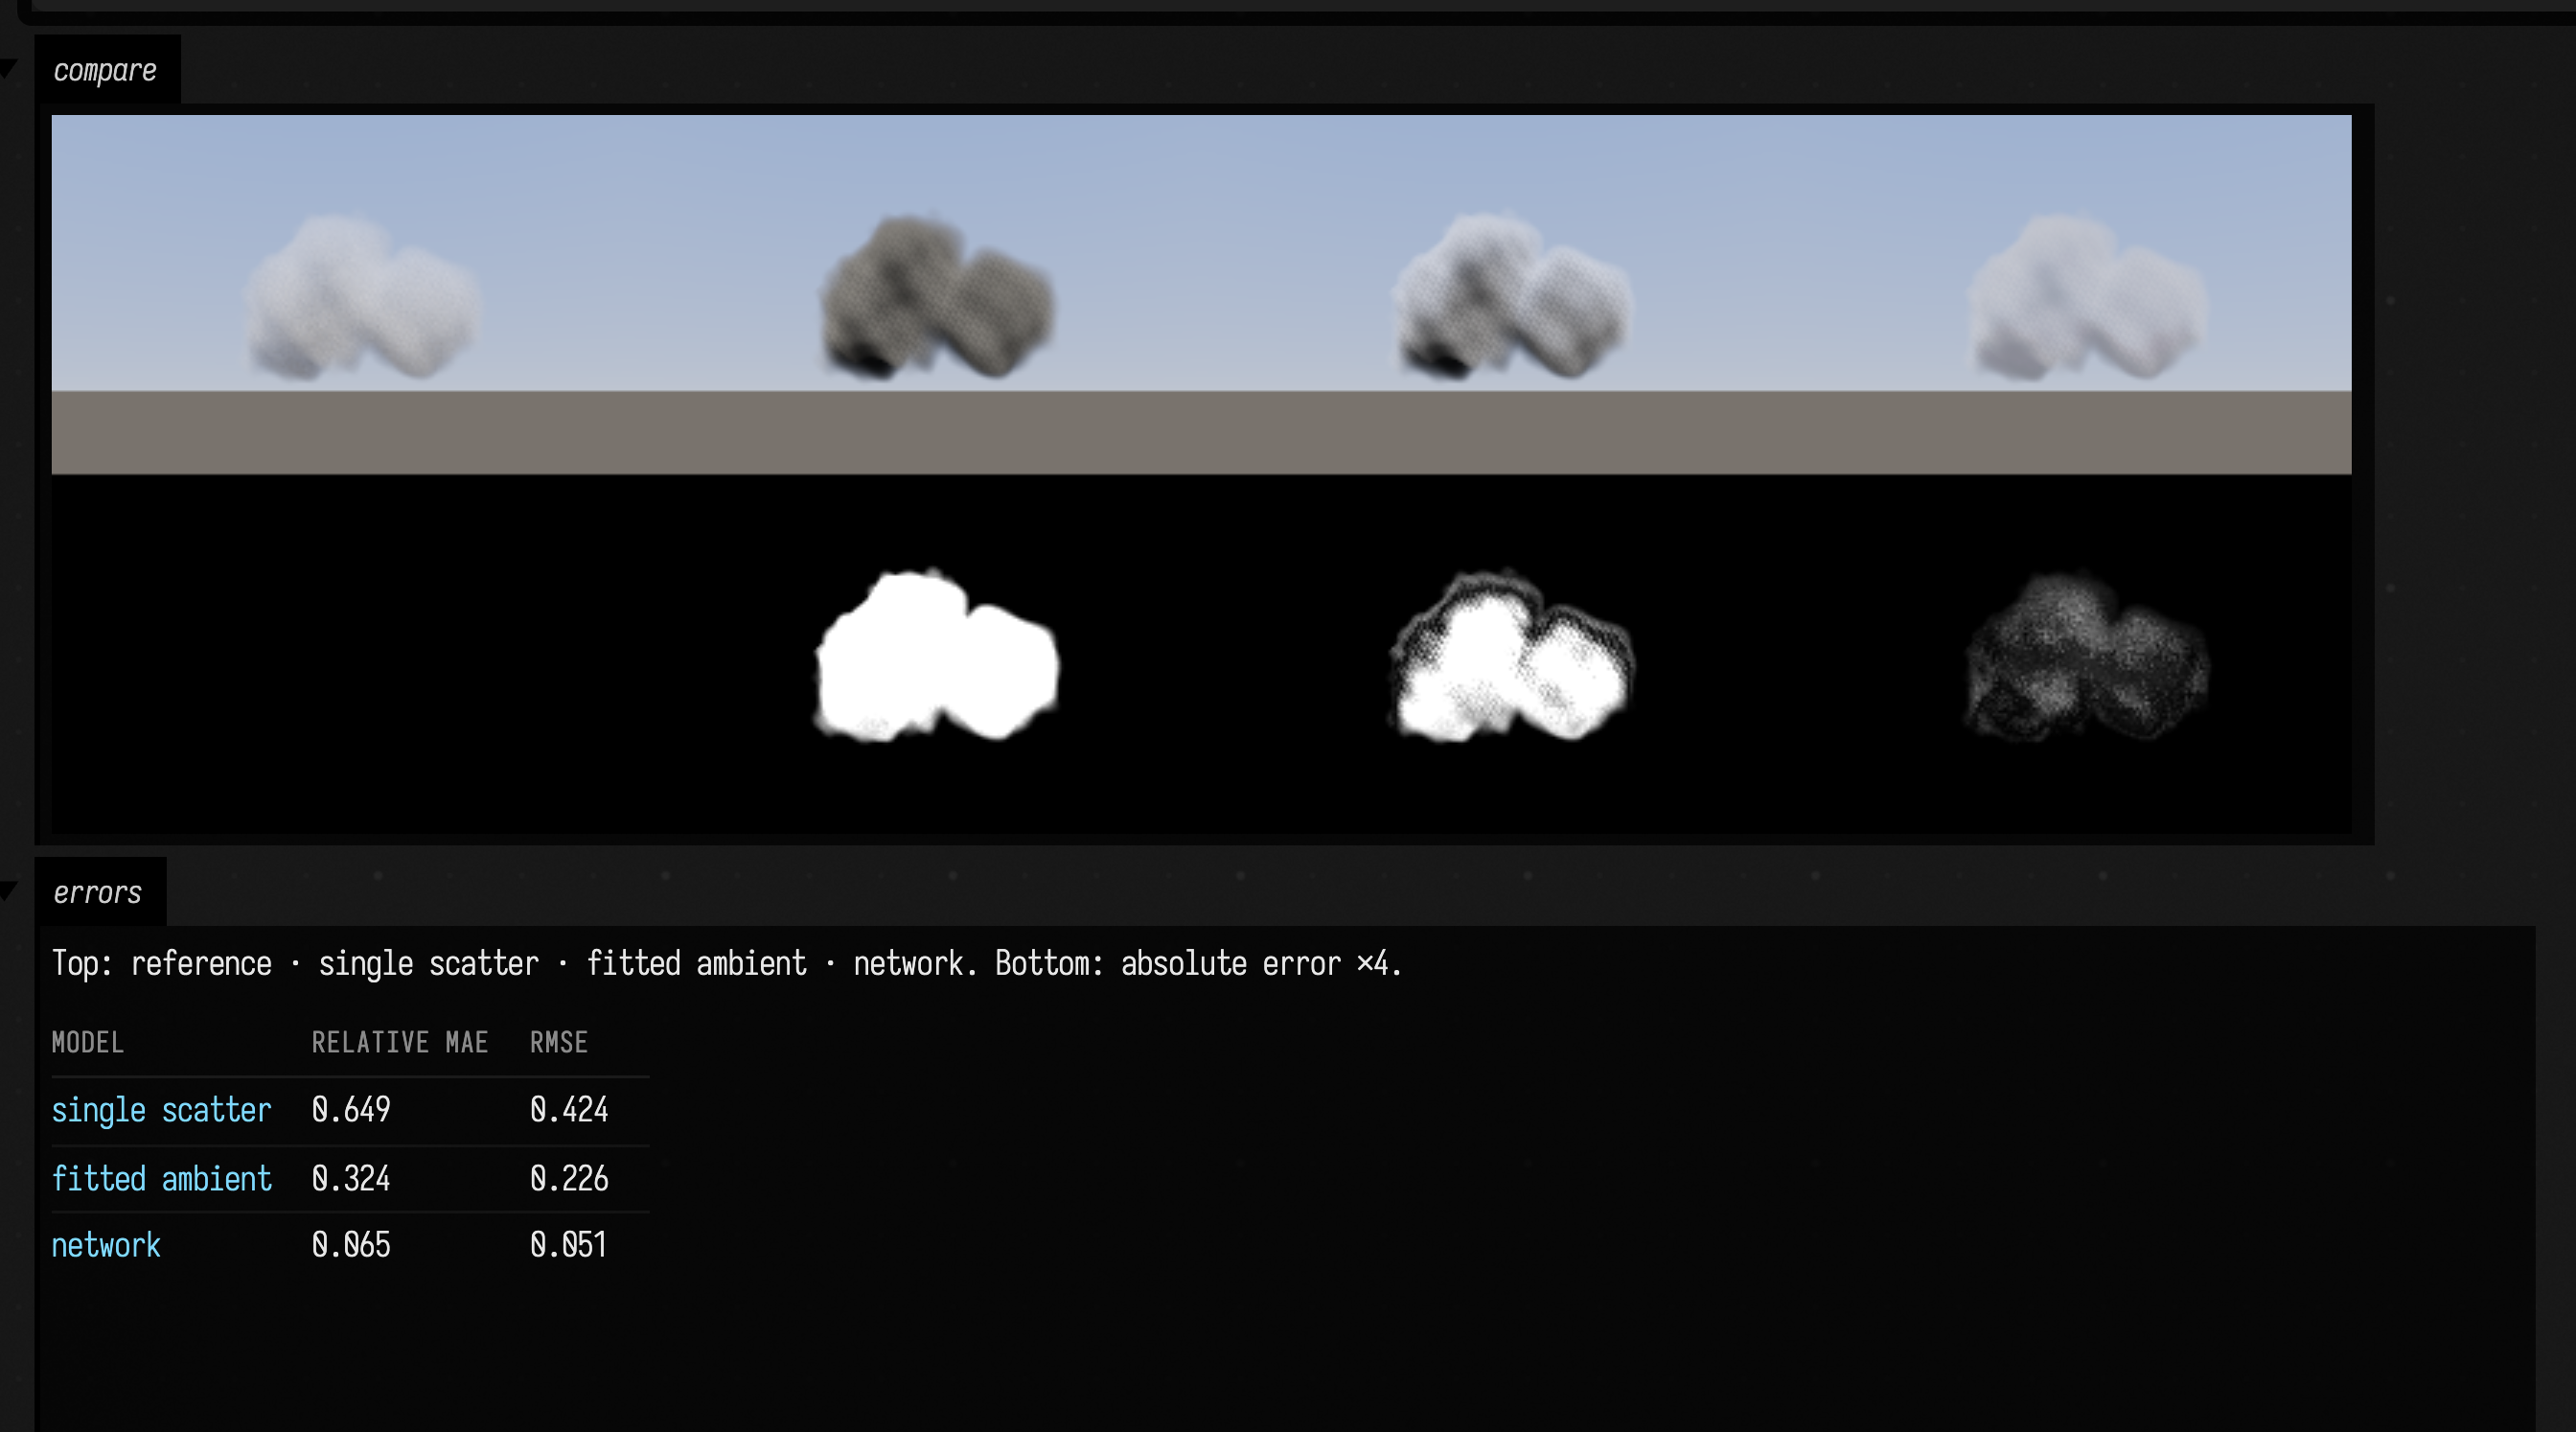 compare
errors
Top: reference · single scatter · fitted ambient · network. Bottom: absolute error ×4.
MODEL RELATIVE MAE RMSE
single scatter 0.649 0.424
fitted ambient 0.324 0.226
network 0.065 0.051